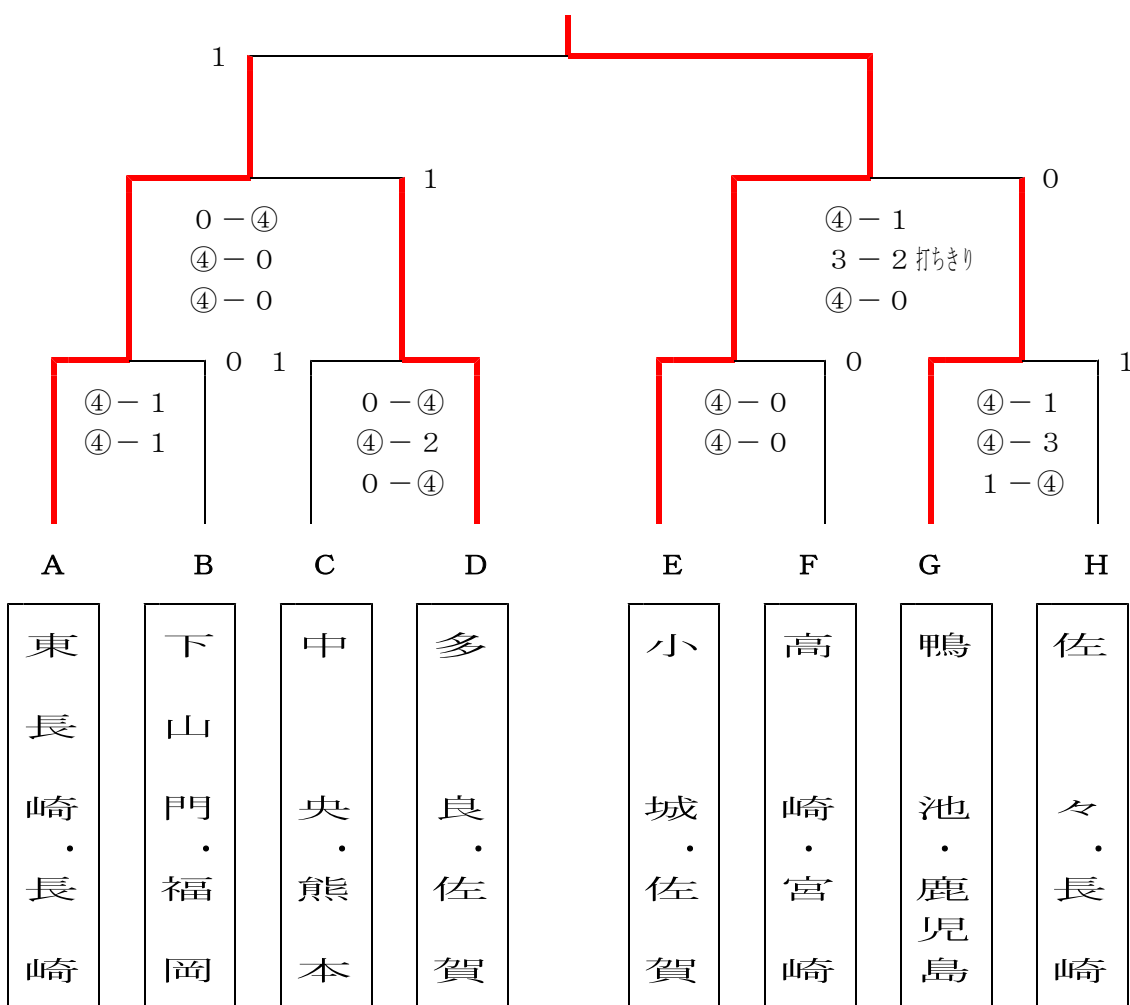 1
1
0
0－④
④－1
④－0
3－2 打ちきり
④－0
④－0
0
1
0
1
④－1
0－④
④－0
④－1
④－1
④－2
④－0
④－3
0－④
1－④
A
B
C
D
E
F
G
H
東長崎・長崎
下山門・福岡
中央・熊本
多良・佐賀
小城・佐賀
高崎・宮崎
鴨池・鹿児島
佐々・長崎